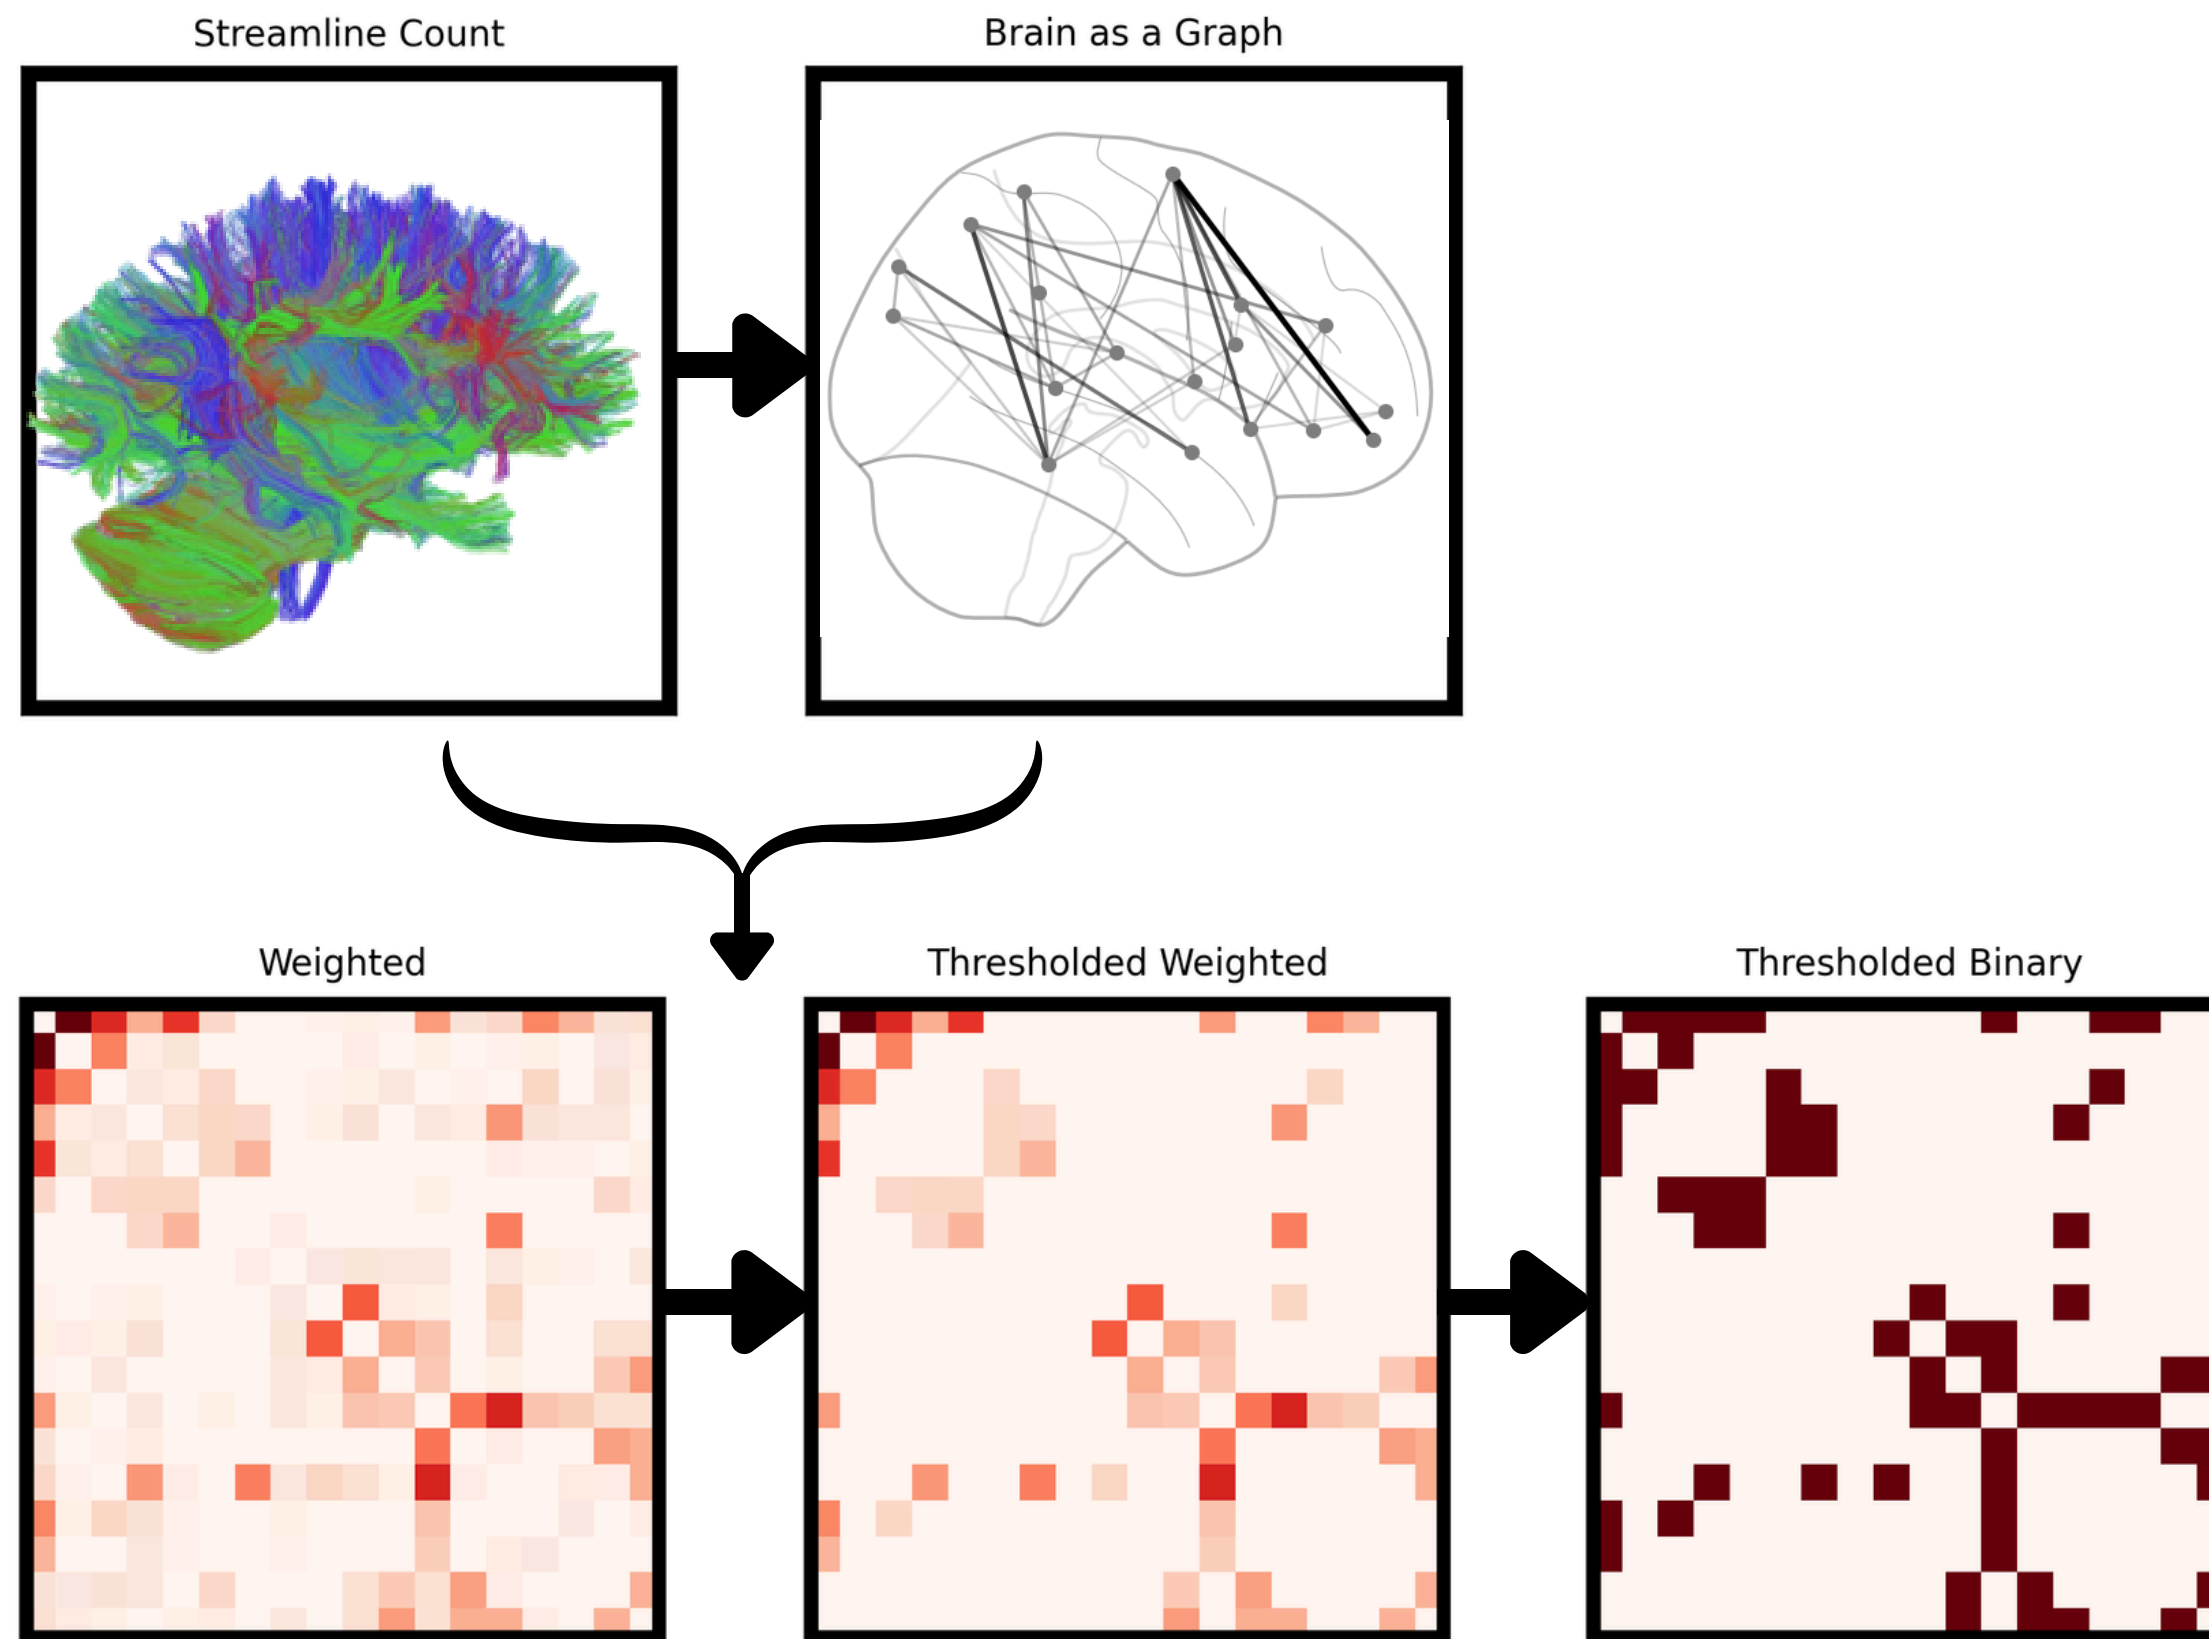 Streamline Count
Brain as a Graph
Weighted
Thresholded Weighted
Thresholded Binary